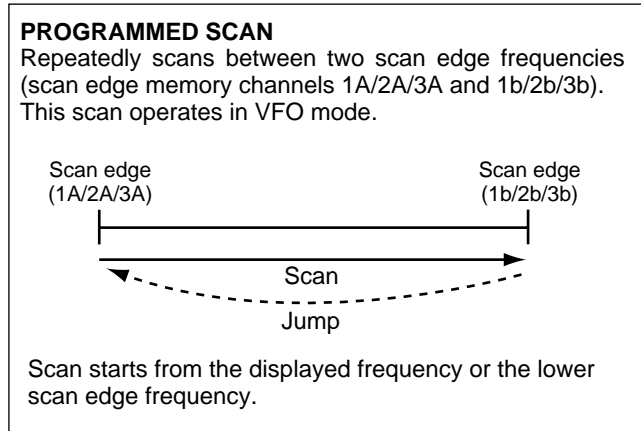 PROGRAMMED SCAN
Repeatedly scans between two scan edge frequencies
(scan edge memory channels 1A/2A/3A and 1b/2b/3b).
This scan operates in VFO mode.
Scan edge
(1A/2A/3A)
Scan edge
(1b/2b/3b)
Scan
Jump
Scan starts from the displayed frequency or the lower
scan edge frequency.